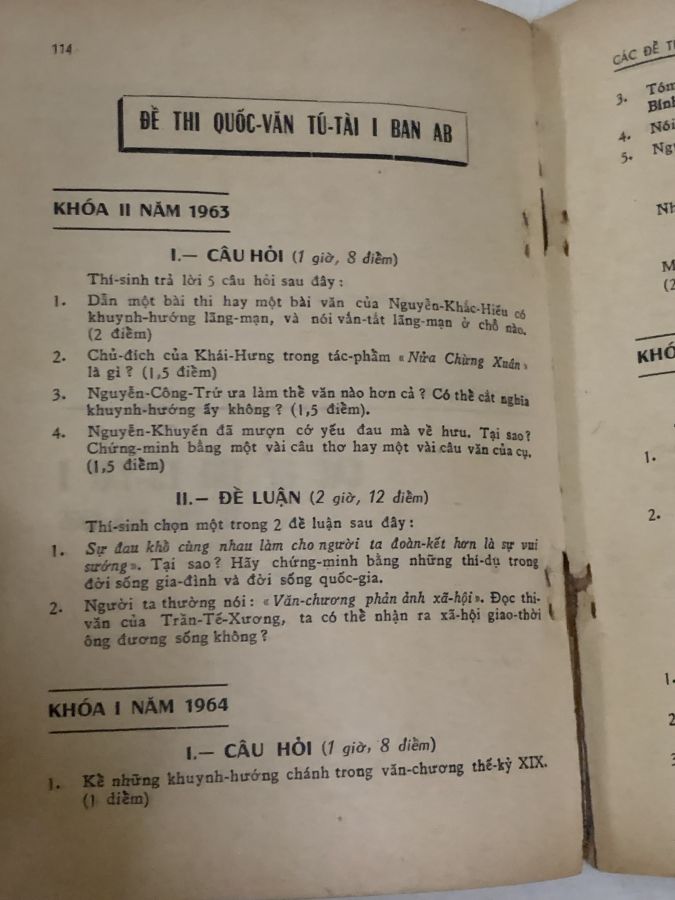 114
ĐỀ THI QUỐC-VĂN TÚ-TÀI I BAN AB
KHÓA II NĂM 1963
I.— CÂU HỎI (1 giờ, 8 điểm)
Thí-sinh trả lời 5 câu hỏi sau đây :
1. Dẫn một bài thi hay một bài văn của Nguyễn-Khắc-Hiếu có
khuynh-hướng lãng-mạn, và nói vắn-tắt lãng-mạn ở chỗ nào.
(2 điểm)
2. Chủ-đích của Khái-Hưng trong tác-phẩm «Nửa Chừng Xuân»
là gì ? (1,5 điểm)
3. Nguyễn-Công-Trứ ưa làm thể văn nào hơn cả ? Có thể cắt nghĩa
khuynh-hướng ấy không ? (1,5 điểm).
4. Nguyễn-Khuyến đã mượn cớ yếu đau mà về hưu. Tại sao ?
Chứng-minh bằng một vài câu thơ hay một vài câu văn của cụ.
(1,5 điểm)
II.— ĐỀ LUẬN (2 giờ, 12 điểm)
Thí-sinh chọn một trong 2 đề luận sau đây :
1. Sự đau khổ cùng nhau làm cho người ta đoàn-kết hơn là sự vui
sướng». Tại sao ? Hãy chứng-minh bằng những thí-dụ trong
đời sống gia-đình và đời sống quốc-gia.
2. Người ta thường nói : «Văn-chương phản ảnh xã-hội». Đọc thi-
văn của Trần-Tế-Xương, ta có thể nhận ra xã-hội giao-thời
ông đương sống không ?
KHÓA I NĂM 1964
I.— CÂU HỎI (1 giờ, 8 điểm)
1. Kể những khuynh-hướng chánh trong văn-chương thế-kỷ XIX.
(1 điểm)
CÁC ĐỀ
3. Tóm
4. Nói
5.
M
(2
KHÓ
1.
2.
1.
2